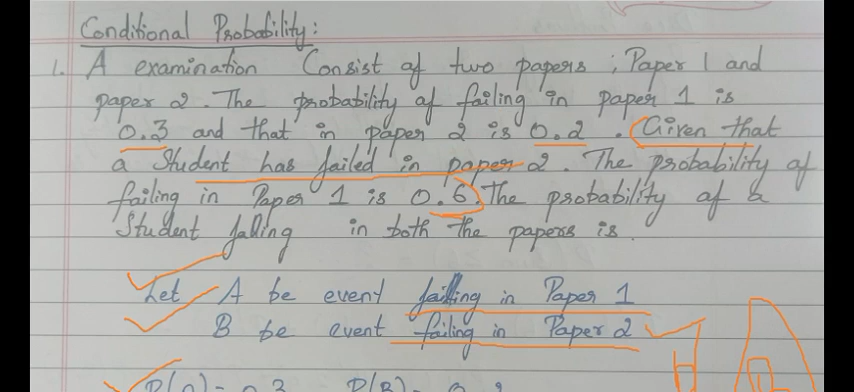 Conditional Probability:
1. A examination Consist of two papers; Paper 1 and
paper 2. The probability of failing in paper 1 is
0.3 and that in paper 2 is 0.2. Given that
a Student has failed in paper 2. The probability of
failing in Paper 1 is 0.6. The probability of a
Student falling in both the papers is.
Let A be event failing in Paper 1
B be event failing in Paper 2